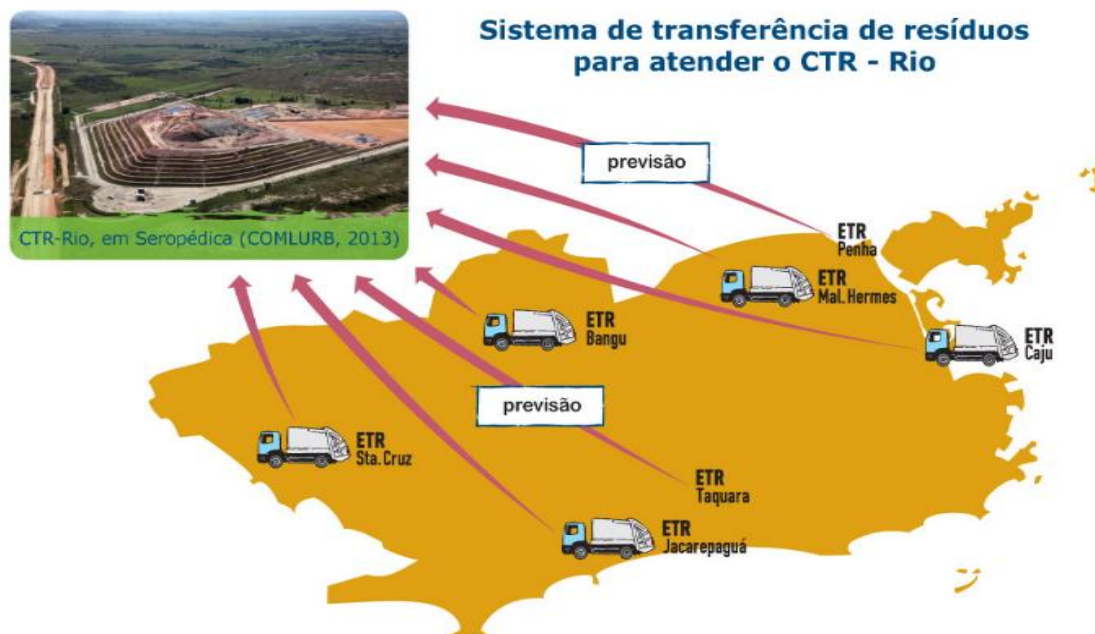 Sistema de transferência de resíduos
para atender o CTR - Rio
CTR-Rio, em Seropédica (COMLURB, 2013)
previsão
ETR
Penha
ETR
Mal. Hermes
ETR
Caju
ETR
Bangu
previsão
ETR
Sta. Cruz
ETR
Taquara
ETR
Jacarepaguá